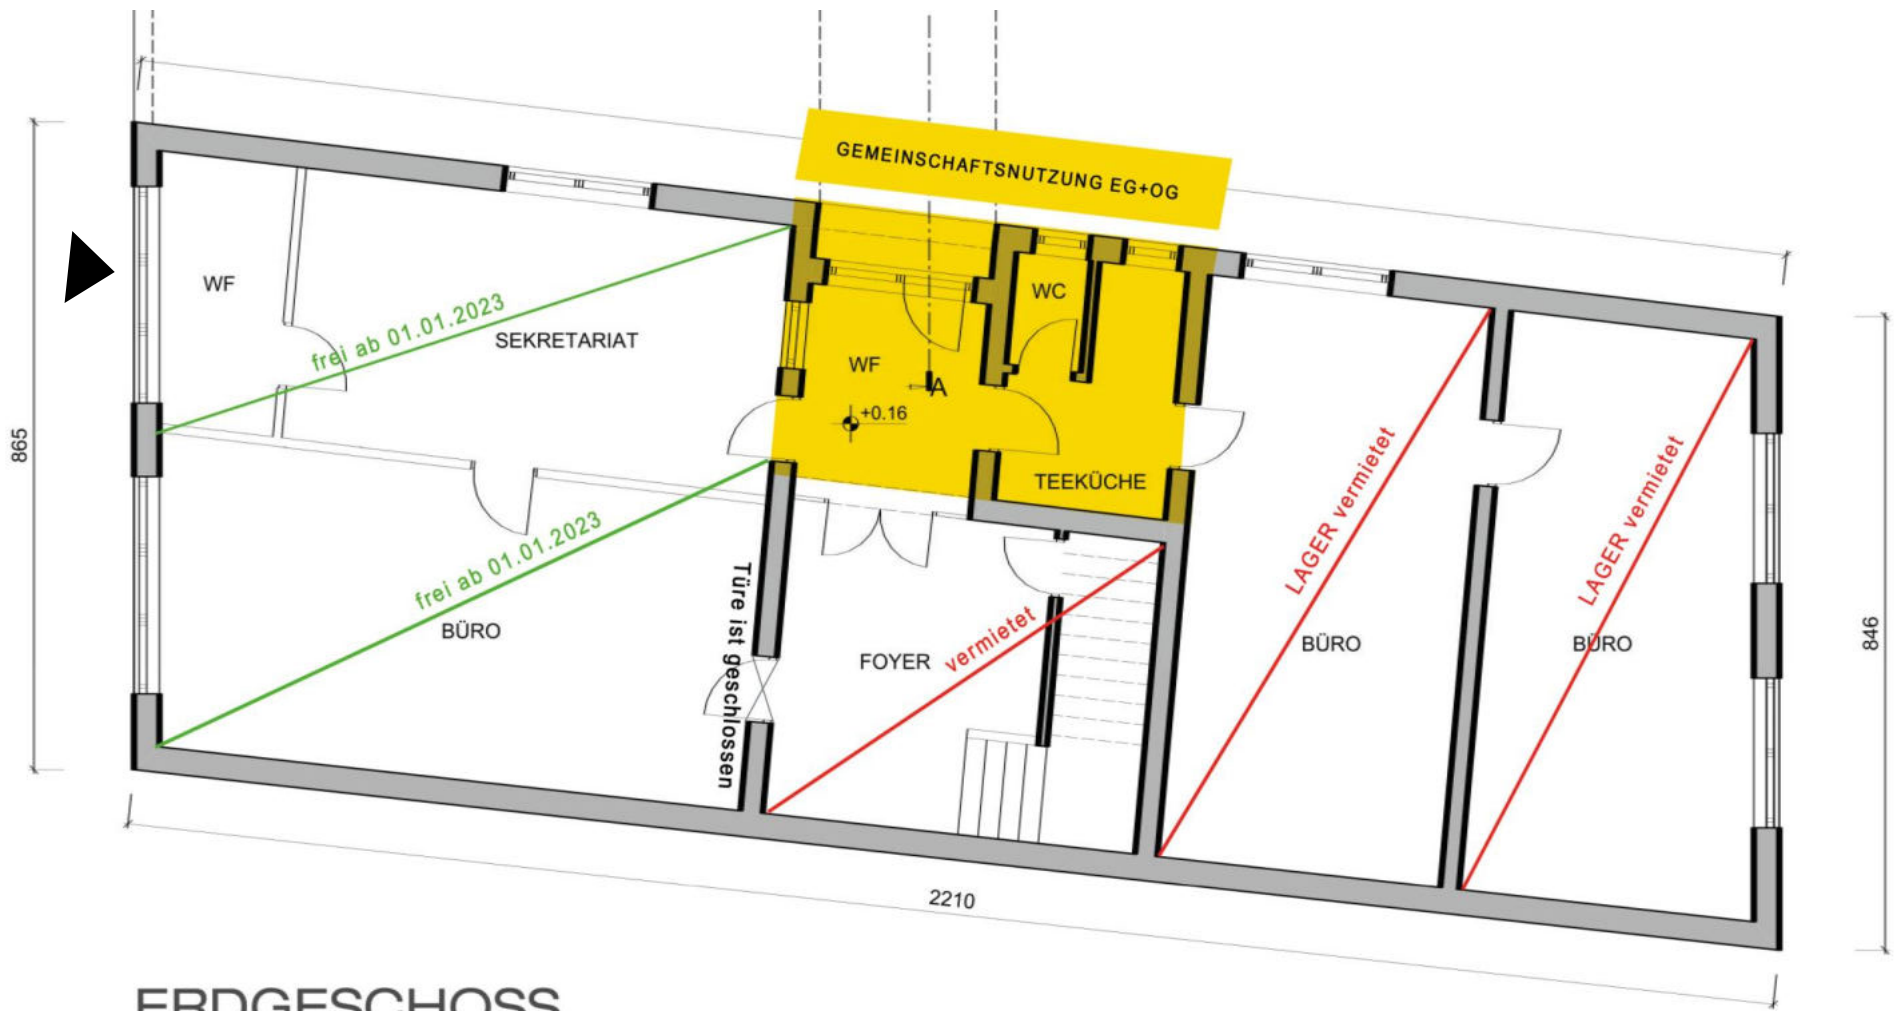 GEMEINSCHAFTSNUTZUNG EG+OG
WF
frei ab 01.01.2023
SEKRETARIAT
WC
WF
A
+0.16
TEEKÜCHE
865
frei ab 01.01.2023
BÜRO
Türe ist geschlossen
FOYER
vermietet
LAGER vermietet
BÜRO
LAGER vermietet
BÜRO
846
2210
ERDGESCHOSS